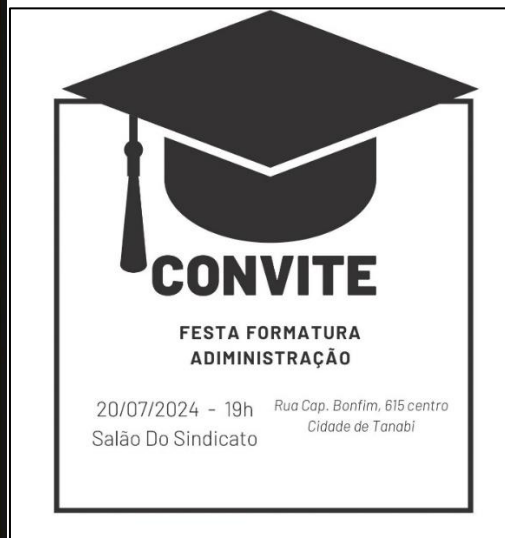 CONVITE
FESTA FORMATURA
ADIMINISTRAÇÃO
20/07/2024 - 19h
Salão Do Sindicato
Rua Cap. Bonfim, 615 centro
Cidade de Tanabi